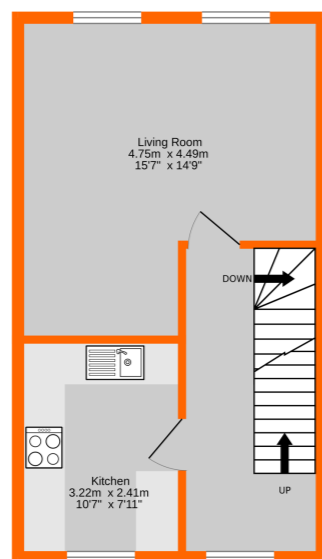 Living Room
4.75m x 4.49m
15'7" x 14'9"
DOWN
Kitchen
3.22m x 2.41m
10'7" x 7'11"
UP